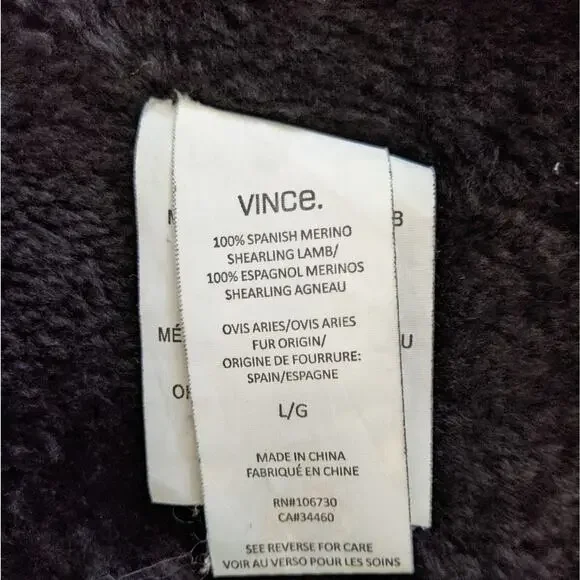 VINCE.
100% SPANISH MERINO
SHEARLING LAMB/
100% ESPAGNOL MERINOS
SHEARLING AGNEAU
OVIS ARIES/OVIS ARIES
FUR ORIGIN/
ORIGINE DE FOURRURE:
SPAIN/ESPAGNE
L/G
MADE IN CHINA
FABRIQUÉ EN CHINE
RN#106730
CA#34460
SEE REVERSE FOR CARE
VOIR AU VERSO POUR LES SOINS